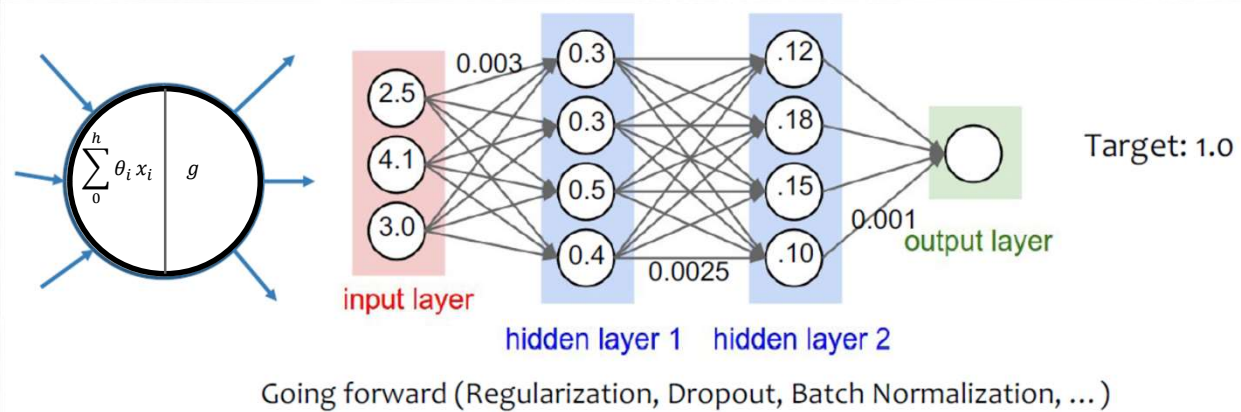 h
∑ θᵢ xᵢ
0
g
2.5
4.1
3.0
input layer
0.003
0.3
0.3
0.5
0.4
hidden layer 1
0.0025
.12
.18
.15
.10
hidden layer 2
0.001
output layer
Target: 1.0
Going forward (Regularization, Dropout, Batch Normalization, ...)